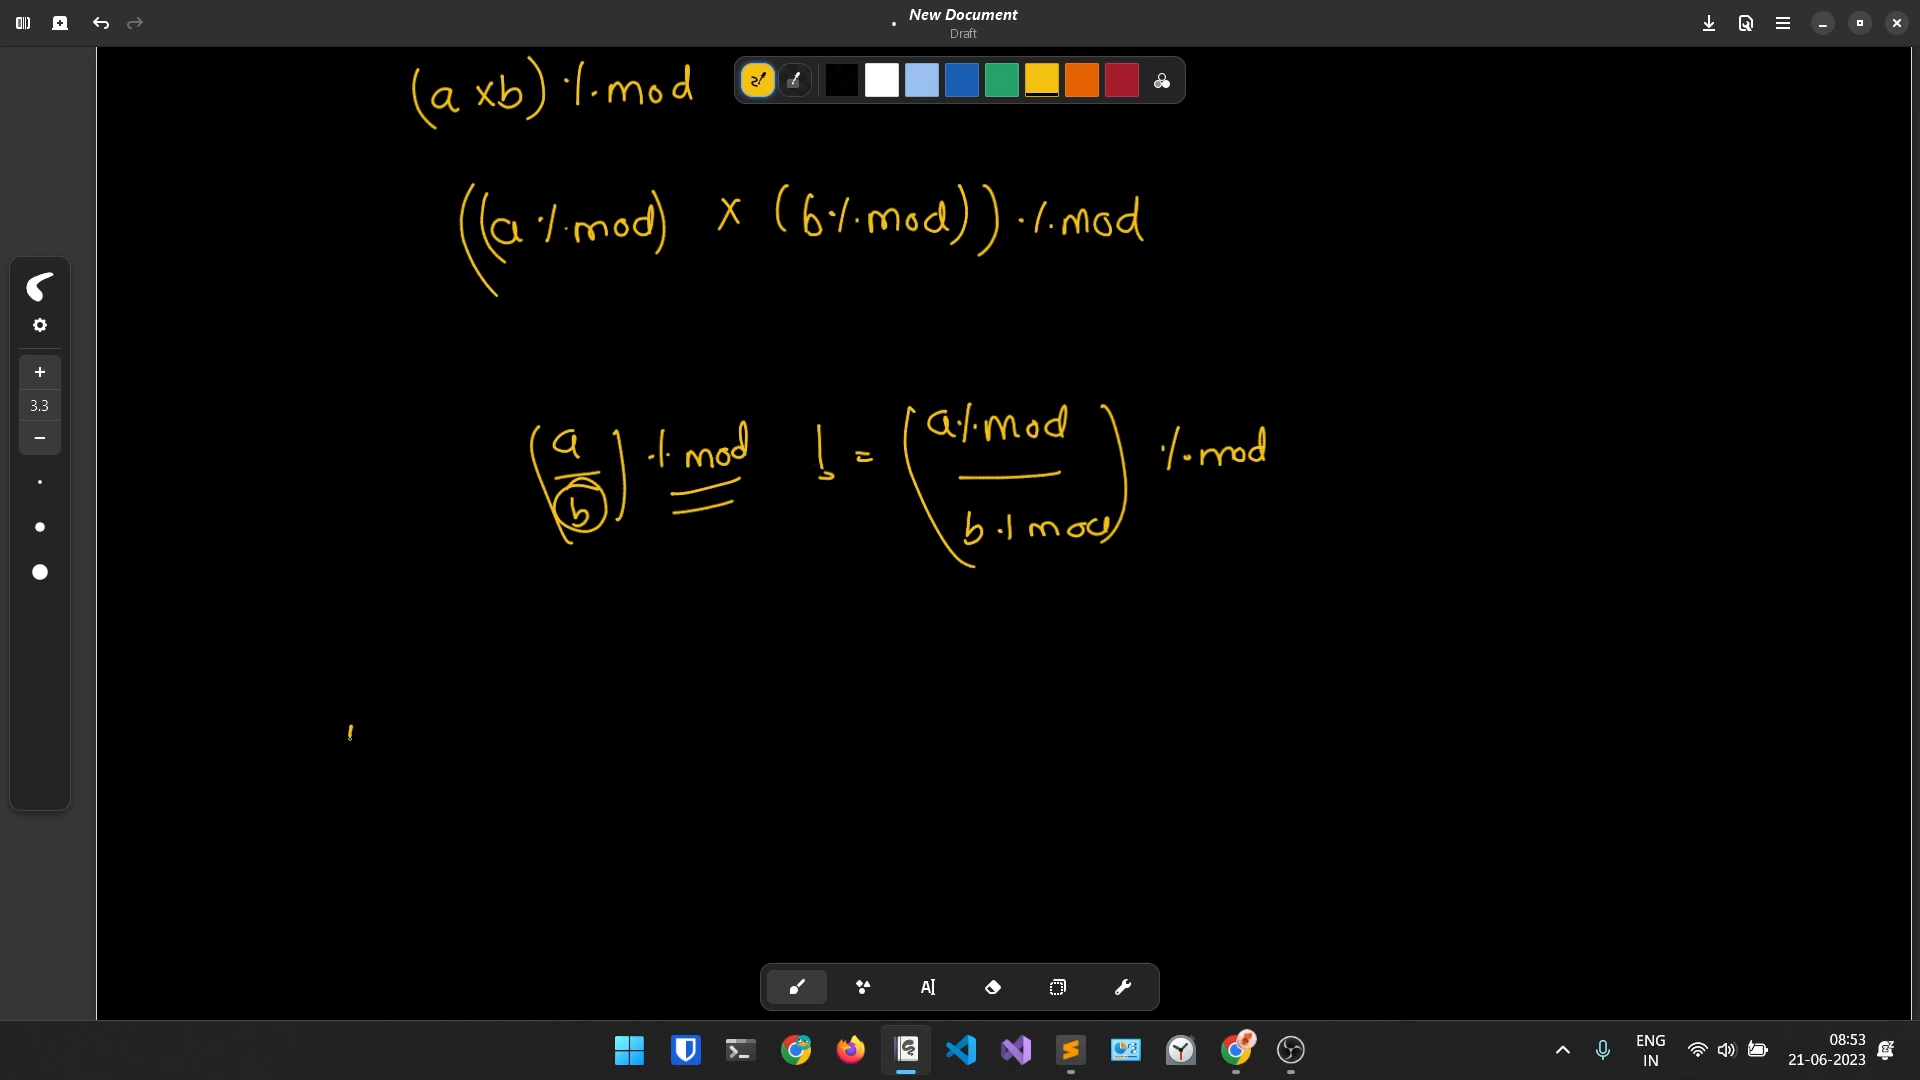 New Document
Draft
(a x b) % mod
((a % mod) x (b % mod)) % mod
(a / b) % mod != (a % mod / b % mod) % mod
3.3
AI
ENG
IN
08:53
21-06-2023